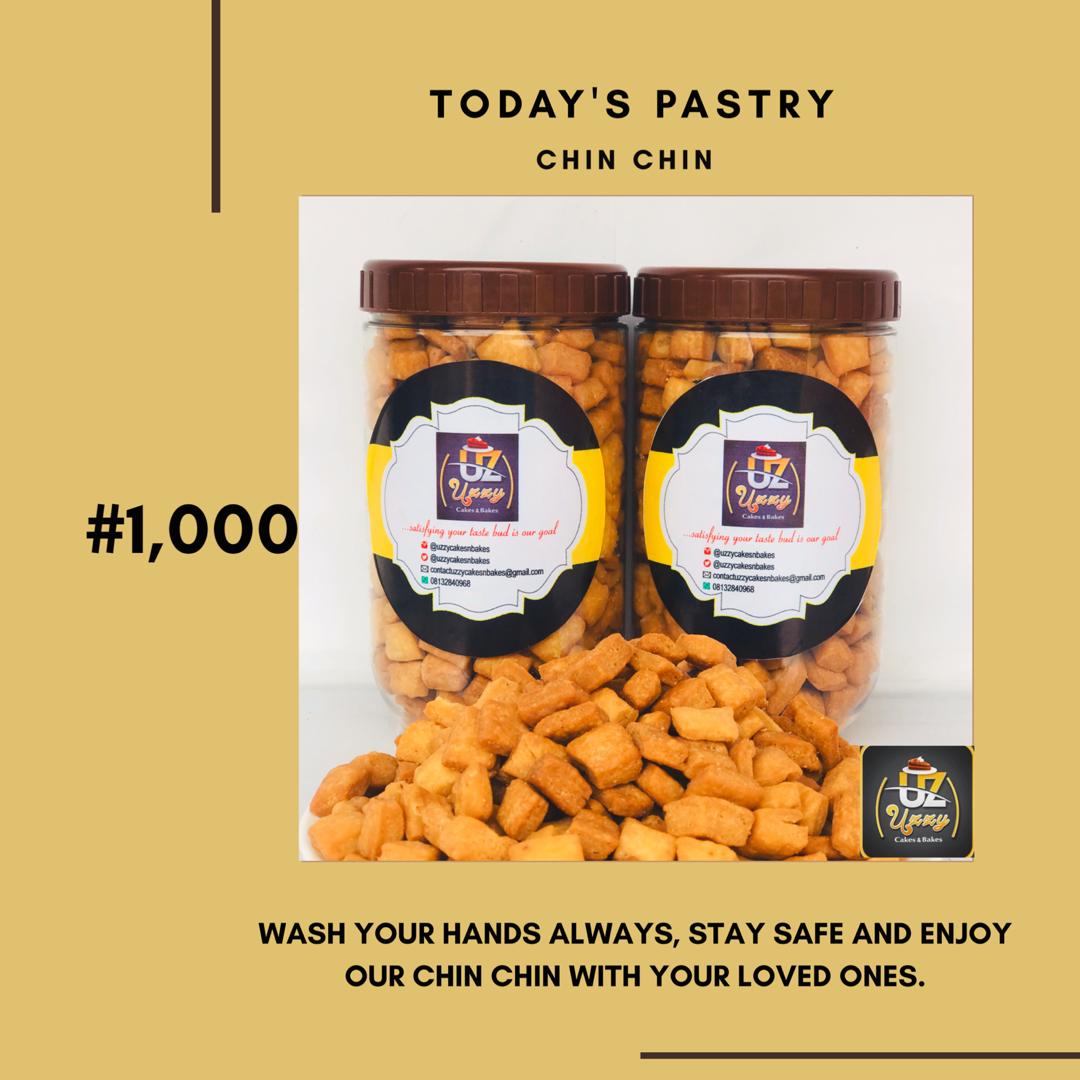 TODAY'S PASTRY
CHIN CHIN
#1,000
UZ
Uzzy
Cakes & Bakes
...satisfying your taste bud is our goal
@uzzycakesnbakes
@uzzycakesnbakes
contactuzzycakesnbakes@gmail.com
08132840968
UZ
Uzzy
Cakes & Bakes
...satisfying your taste bud is our goal
@uzzycakesnbakes
@uzzycakesnbakes
contactuzzycakesnbakes@gmail.com
08132840968
UZ
Uzzy
Cakes & Bakes
WASH YOUR HANDS ALWAYS, STAY SAFE AND ENJOY
OUR CHIN CHIN WITH YOUR LOVED ONES.